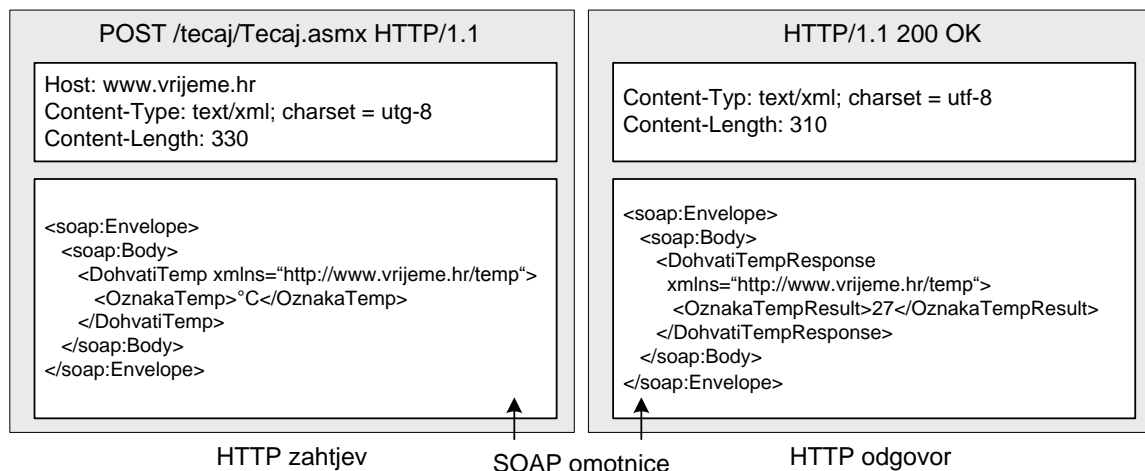 POST /tecaj/Tecaj.asmx HTTP/1.1
Host: www.vrijeme.hr
Content-Type: text/xml; charset = utg-8
Content-Length: 330
<soap:Envelope>
<soap:Body>
<DohvatiTemp xmlns=“http://www.vrijeme.hr/temp“>
<OznakaTemp>°C</OznakaTemp>
</DohvatiTemp>
</soap:Body>
</soap:Envelope>
HTTP zahtjev
HTTP/1.1 200 OK
Content-Typ: text/xml; charset = utf-8
Content-Length: 310
<soap:Envelope>
<soap:Body>
<DohvatiTempResponse
xmlns=“http://www.vrijeme.hr/temp“>
<OznakaTempResult>27</OznakaTempResult>
</DohvatiTempResponse>
</soap:Body>
</soap:Envelope>
SOAP omotnice
HTTP odgovor